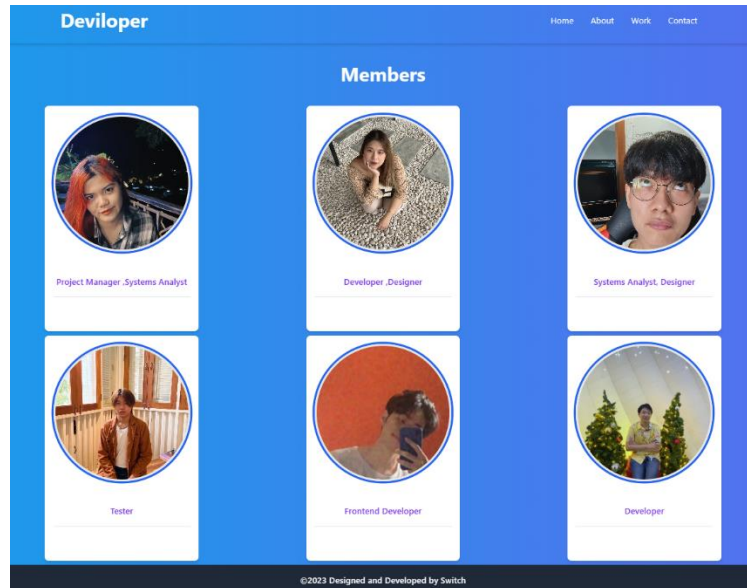 Deviloper
Home About Work Contact
Members
Project Manager ,Systems Analyst
Developer ,Designer
Systems Analyst, Designer
Tester
Frontend Developer
Developer
©2023 Designed and Developed by Switch